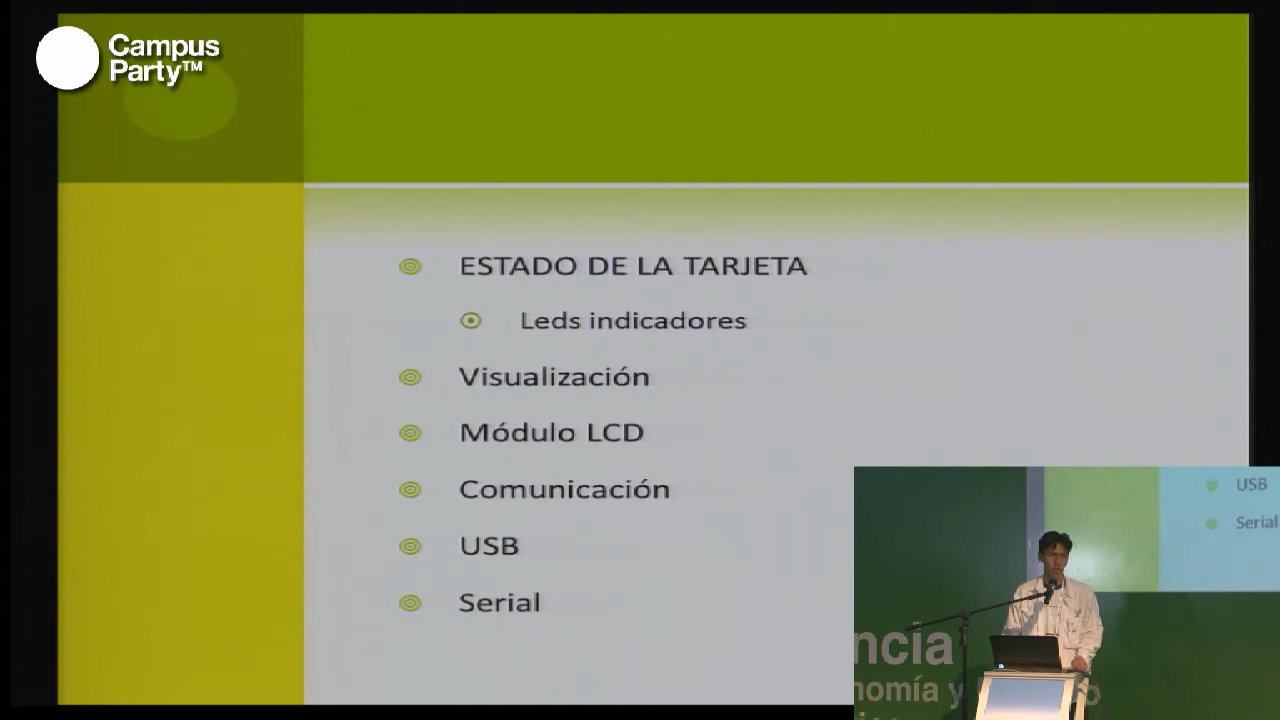 Campus
Party™
ESTADO DE LA TARJETA
Leds indicadores
Visualización
Módulo LCD
Comunicación
USB
Serial
USB
Serial
ncia
nomía y